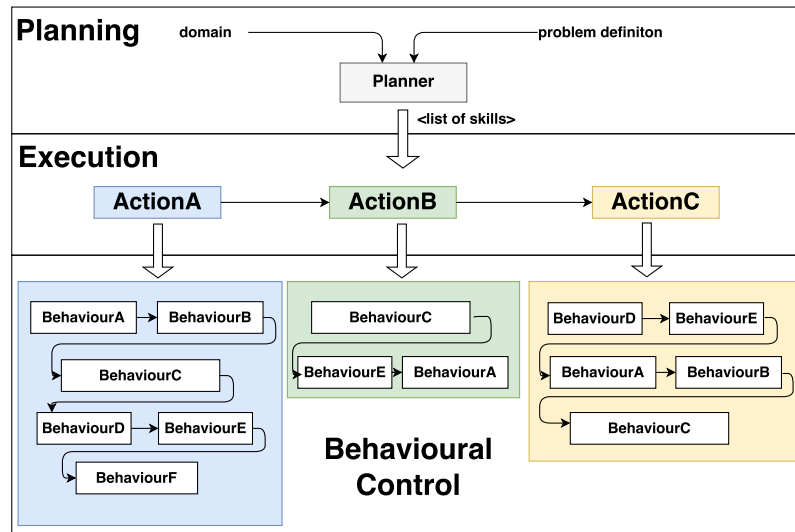 Planning
domain
problem definiton
Planner
<list of skills>
Execution
ActionA
ActionB
ActionC
BehaviourA
BehaviourB
BehaviourC
BehaviourD
BehaviourE
BehaviourF
BehaviourC
BehaviourE
BehaviourA
BehaviourD
BehaviourE
BehaviourA
BehaviourB
BehaviourC
Behavioural
Control